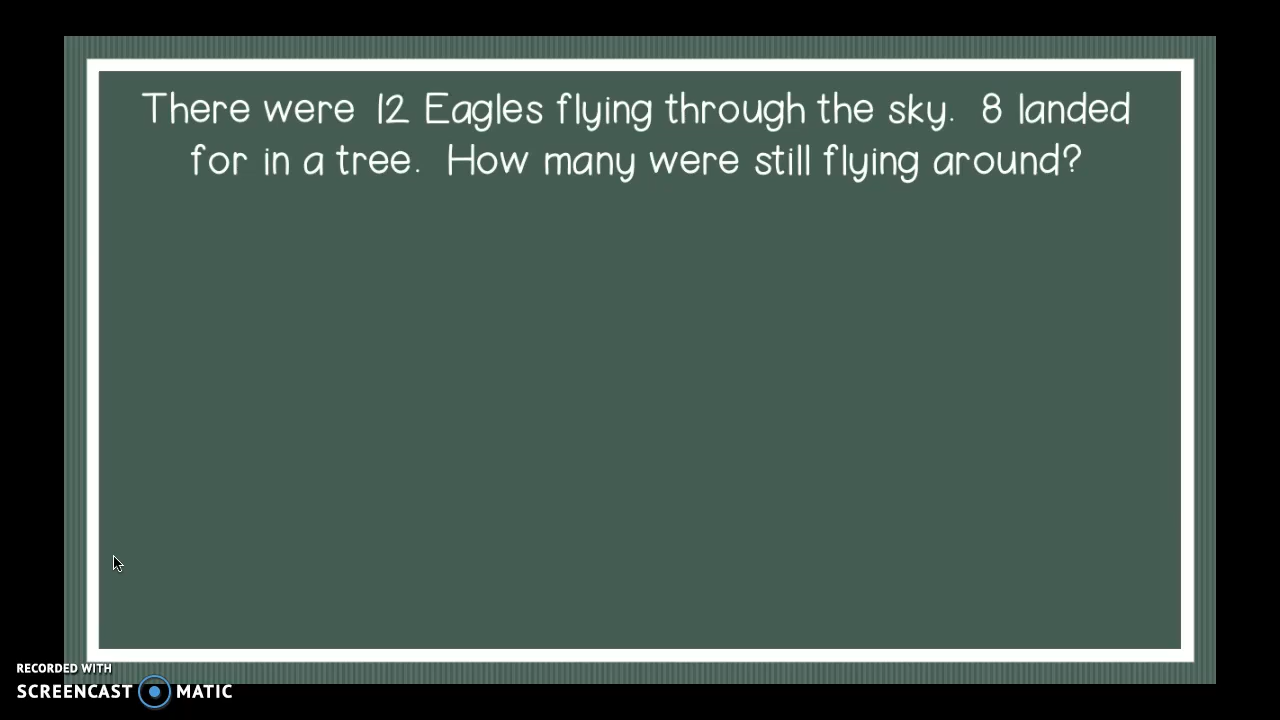 There were 12 Eagles flying through the sky. 8 landed
for in a tree. How many were still flying around?
RECORDED WITH
SCREENCAST MATIC